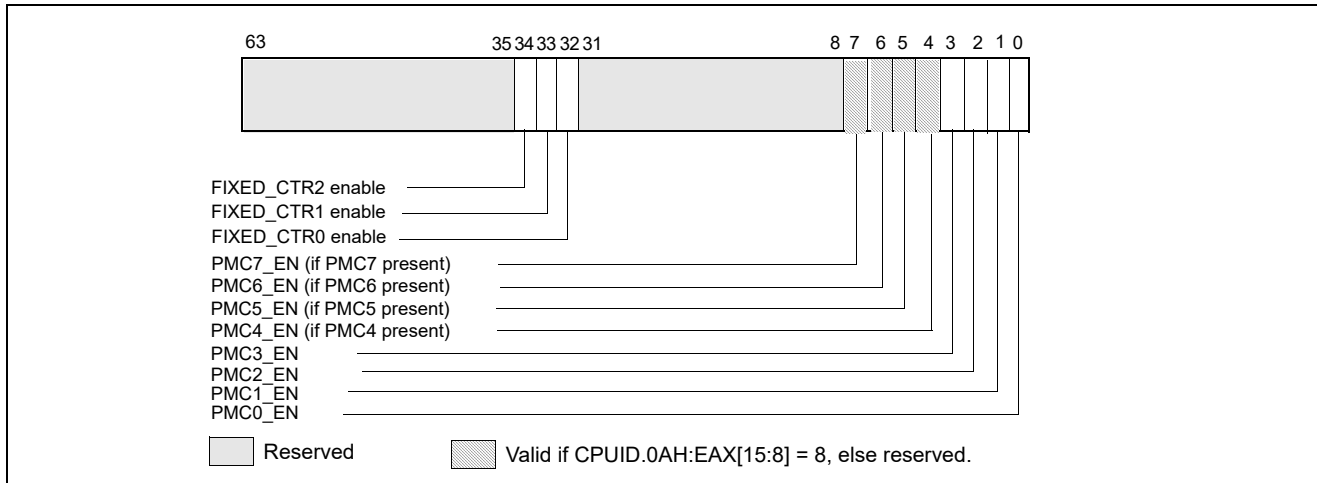 63 35 34 33 32 31 8 7 6 5 4 3 2 1 0
FIXED_CTR2 enable
FIXED_CTR1 enable
FIXED_CTR0 enable
PMC7_EN (if PMC7 present)
PMC6_EN (if PMC6 present)
PMC5_EN (if PMC5 present)
PMC4_EN (if PMC4 present)
PMC3_EN
PMC2_EN
PMC1_EN
PMC0_EN
Reserved Valid if CPUID.0AH:EAX[15:8] = 8, else reserved.